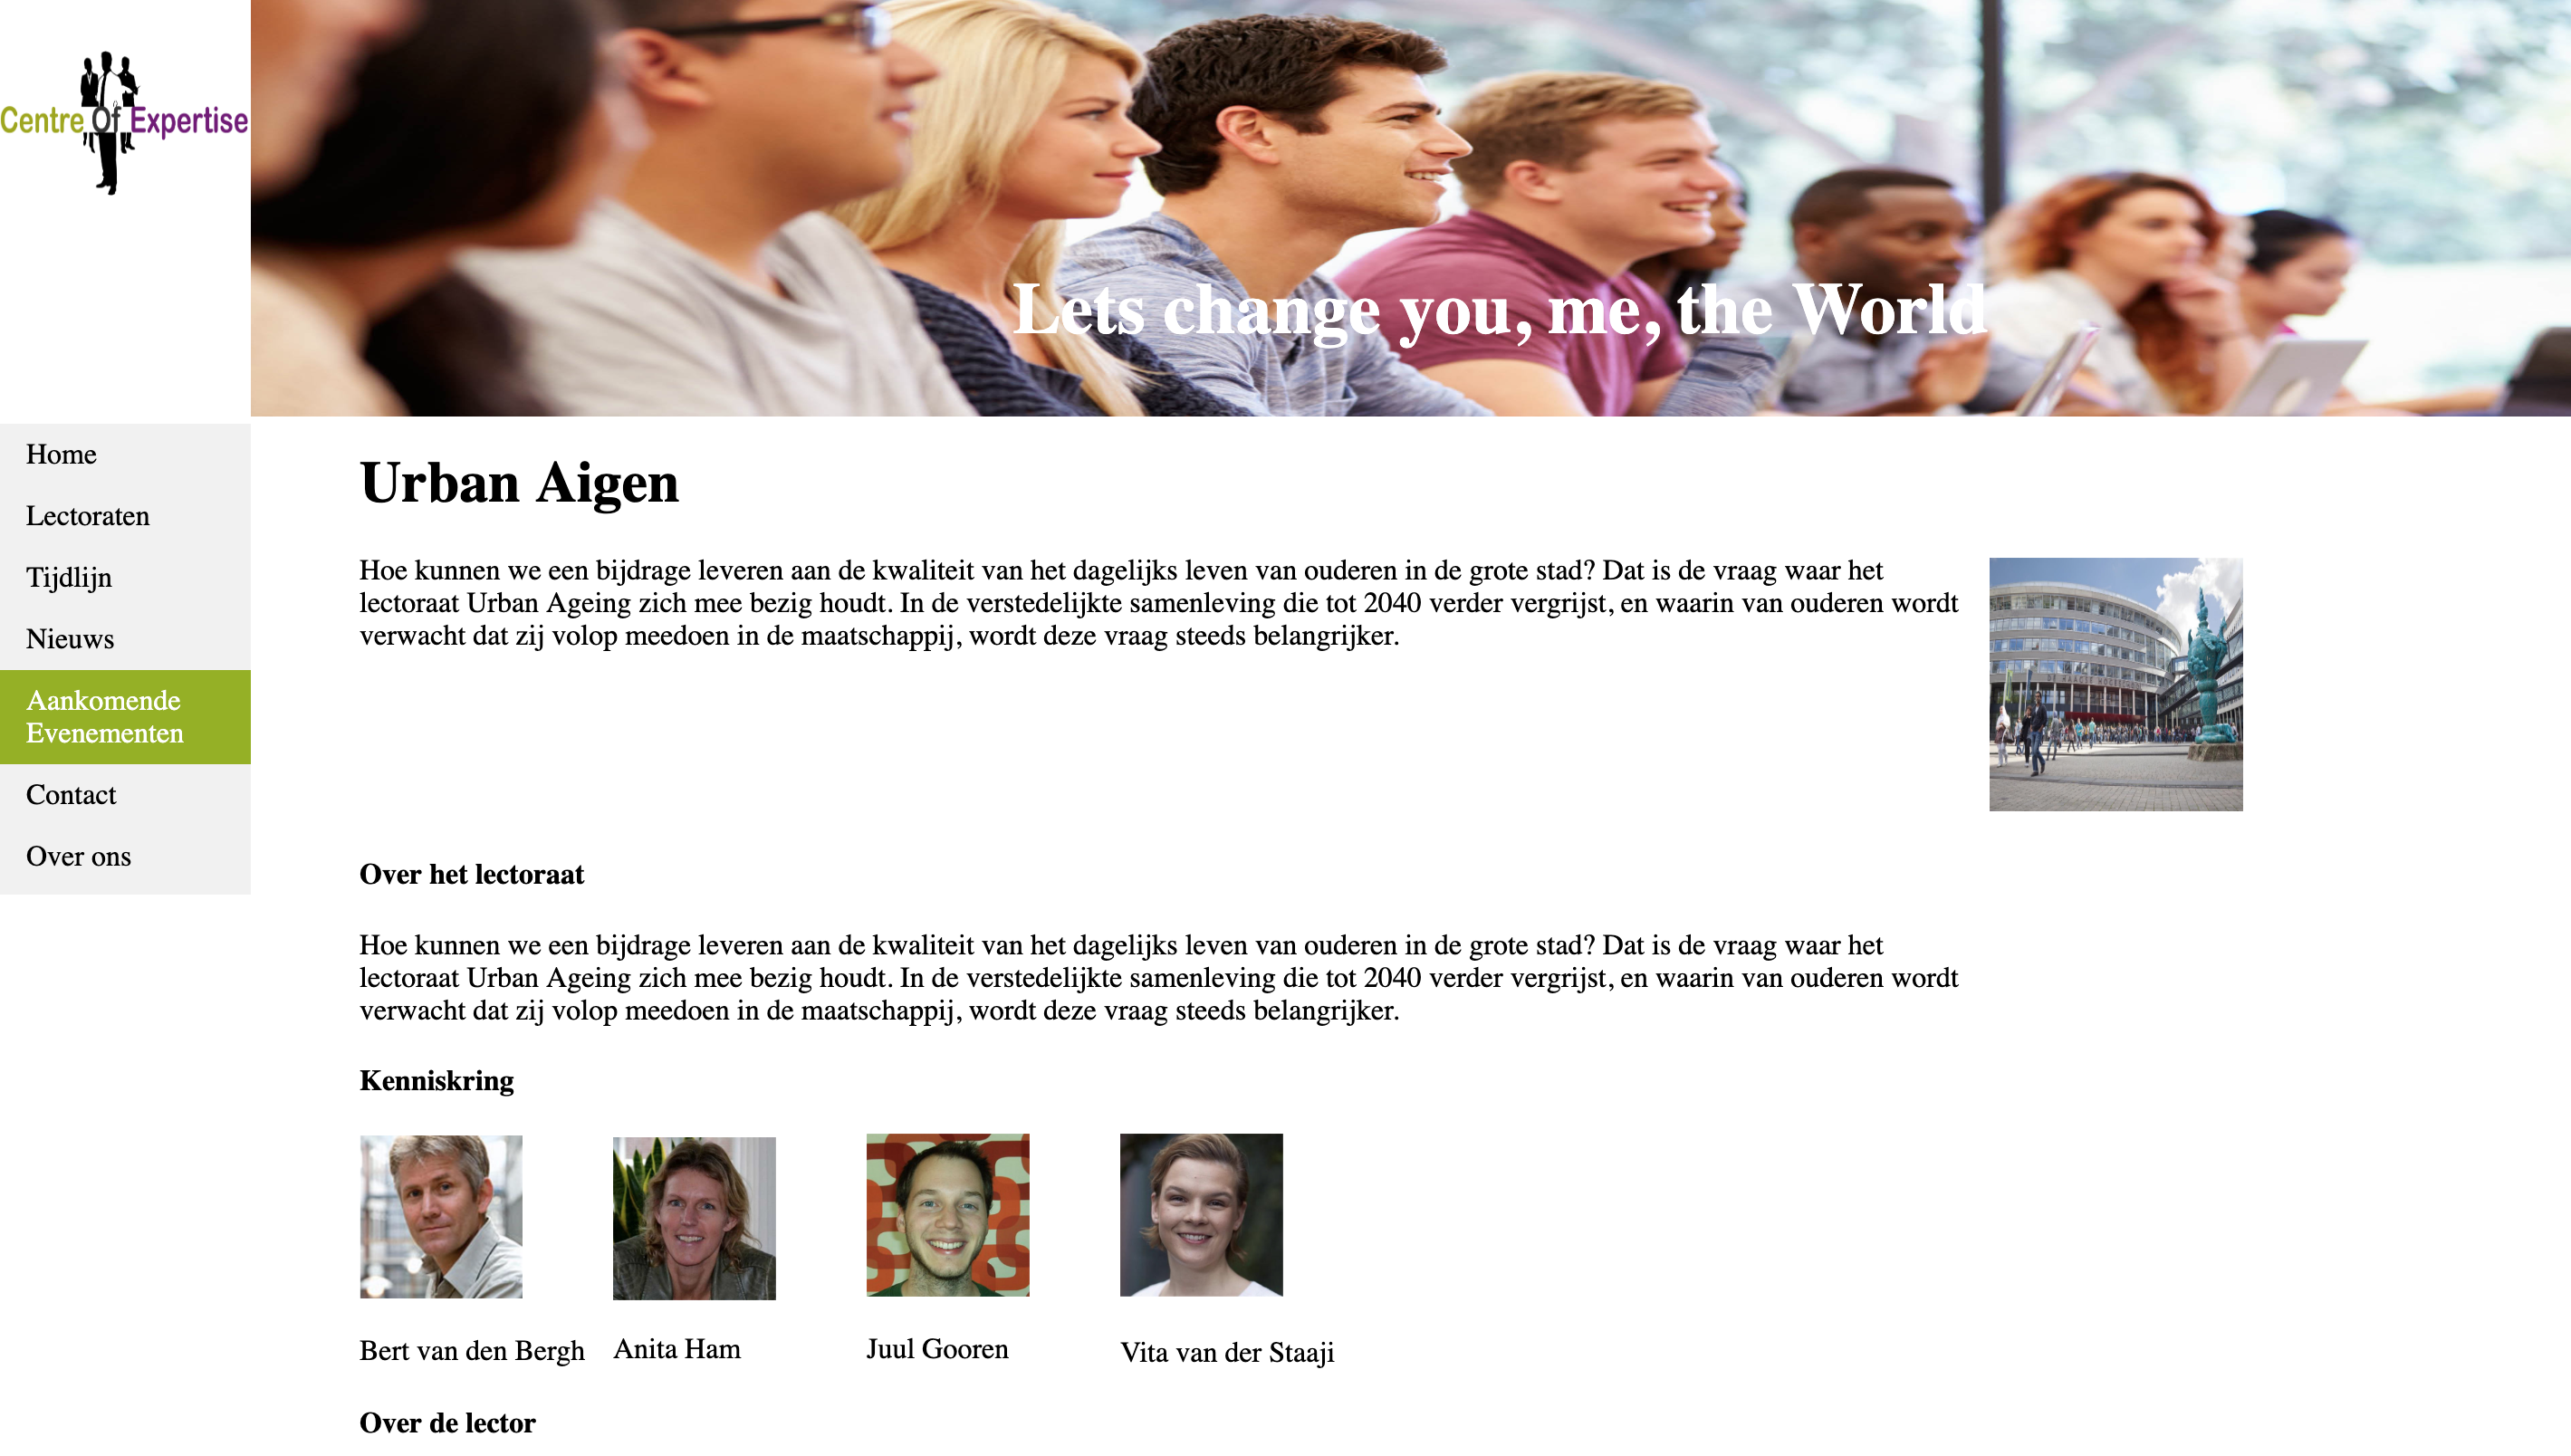 Centre Of Expertise
Lets change you, me, the World
Home
Lectoraten
Tijdlijn
Nieuws
Aankomende
Evenementen
Contact
Over ons
Urban Aigen
Hoe kunnen we een bijdrage leveren aan de kwaliteit van het dagelijks leven van ouderen in de grote stad? Dat is de vraag waar het
lectoraat Urban Ageing zich mee bezig houdt. In de verstedelijkte samenleving die tot 2040 verder vergrijst, en waarin van ouderen wordt
verwacht dat zij volop meedoen in de maatschappij, wordt deze vraag steeds belangrijker.
DE HAAGSE HOGESCHOOL
Over het lectoraat
Hoe kunnen we een bijdrage leveren aan de kwaliteit van het dagelijks leven van ouderen in de grote stad? Dat is de vraag waar het
lectoraat Urban Ageing zich mee bezig houdt. In de verstedelijkte samenleving die tot 2040 verder vergrijst, en waarin van ouderen wordt
verwacht dat zij volop meedoen in de maatschappij, wordt deze vraag steeds belangrijker.
Kenniskring
Bert van den Bergh
Anita Ham
Juul Gooren
Vita van der Staaji
Over de lector